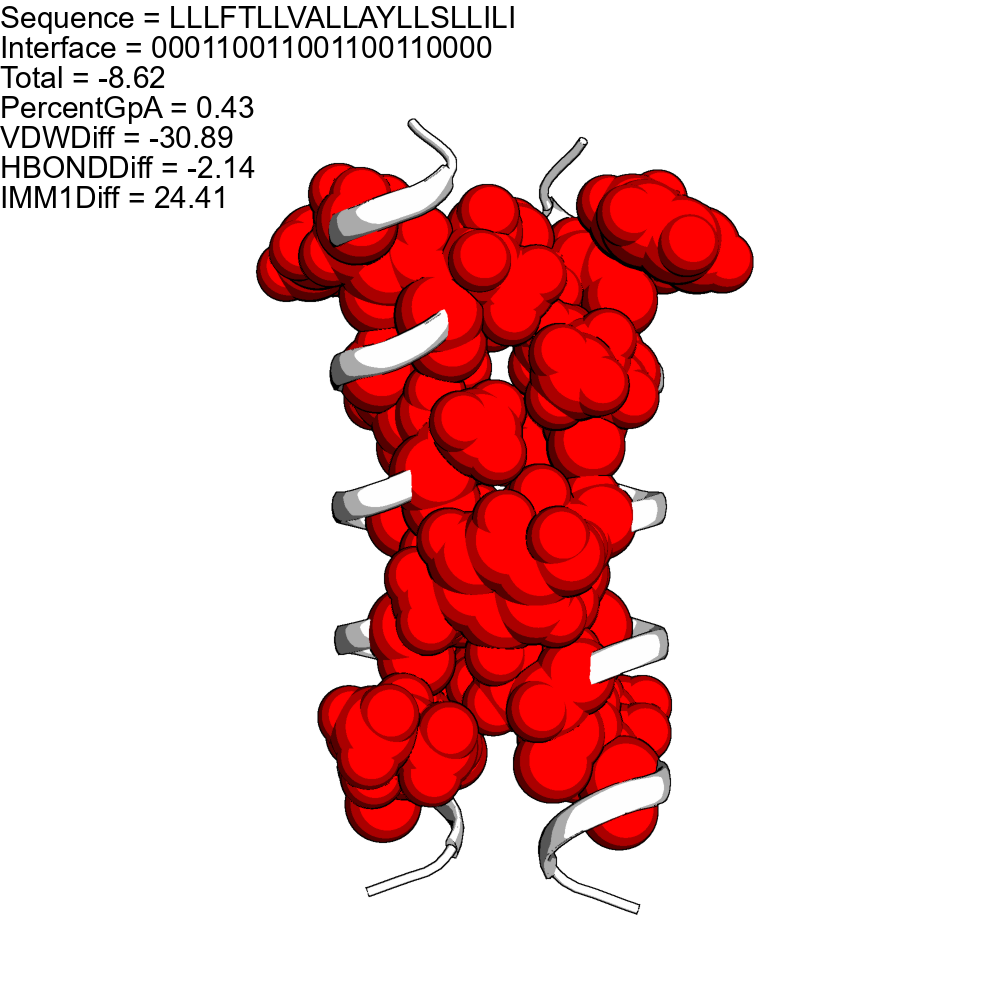 Sequence = LLLFTLLVALLAYLLSLLILI
Interface = 000110011001100110000
Total = -8.62
PercentGpA = 0.43
VDWDiff = -30.89
HBONDDiff = -2.14
IMM1Diff = 24.41